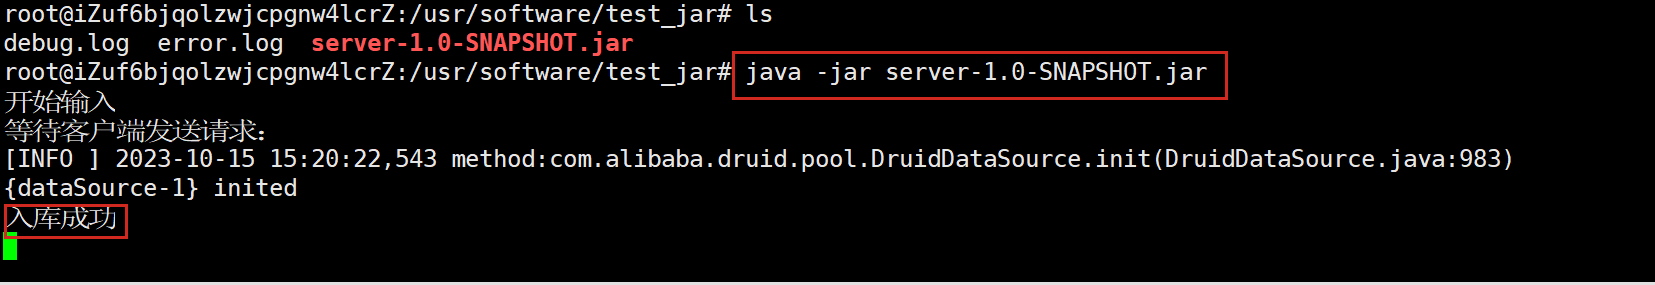 root@iZuf6bjqolzwjcpgnw4lcrZ:/usr/software/test_jar# ls
debug.log  error.log  server-1.0-SNAPSHOT.jar
root@iZuf6bjqolzwjcpgnw4lcrZ:/usr/software/test_jar# java -jar server-1.0-SNAPSHOT.jar
开始输入
等待客户端发送请求：
[INFO ] 2023-10-15 15:20:22,543 method:com.alibaba.druid.pool.DruidDataSource.init(DruidDataSource.java:983)
{dataSource-1} inited
入库成功